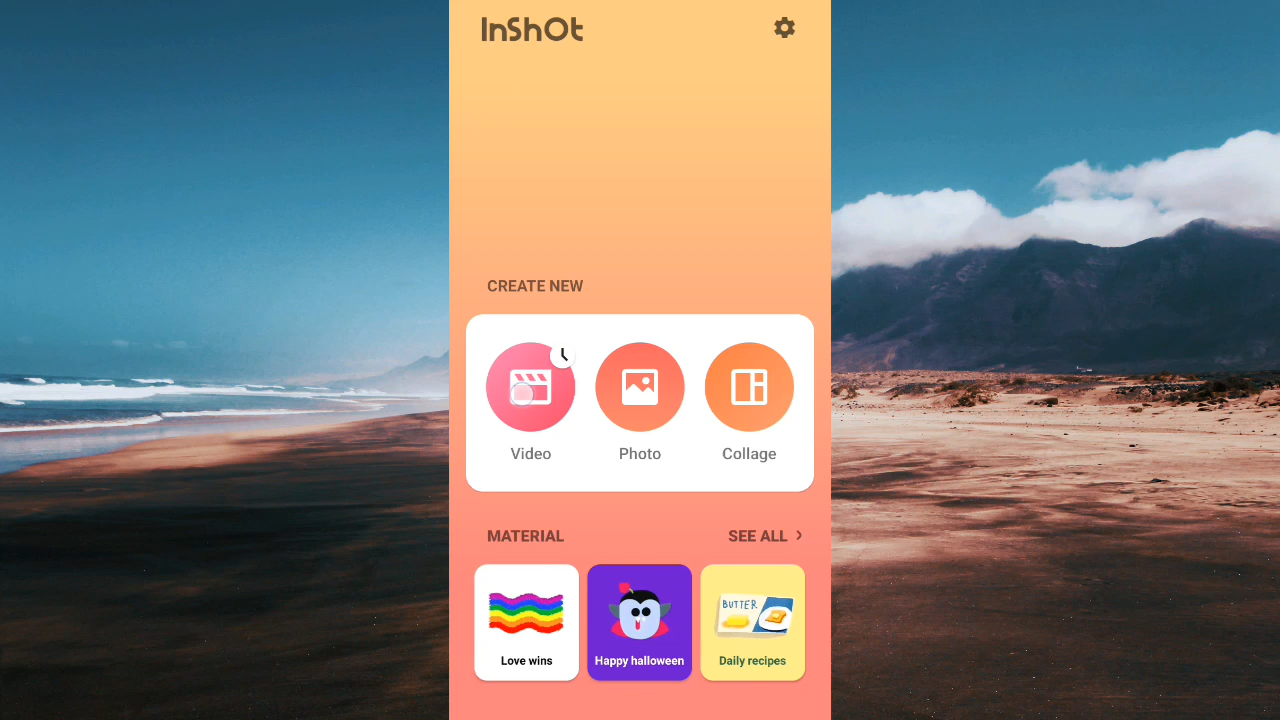 InShOt
CREATE NEW
Video
Photo
Collage
MATERIAL
SEE ALL
BUTTER
Love wins
Happy halloween
Daily recipes